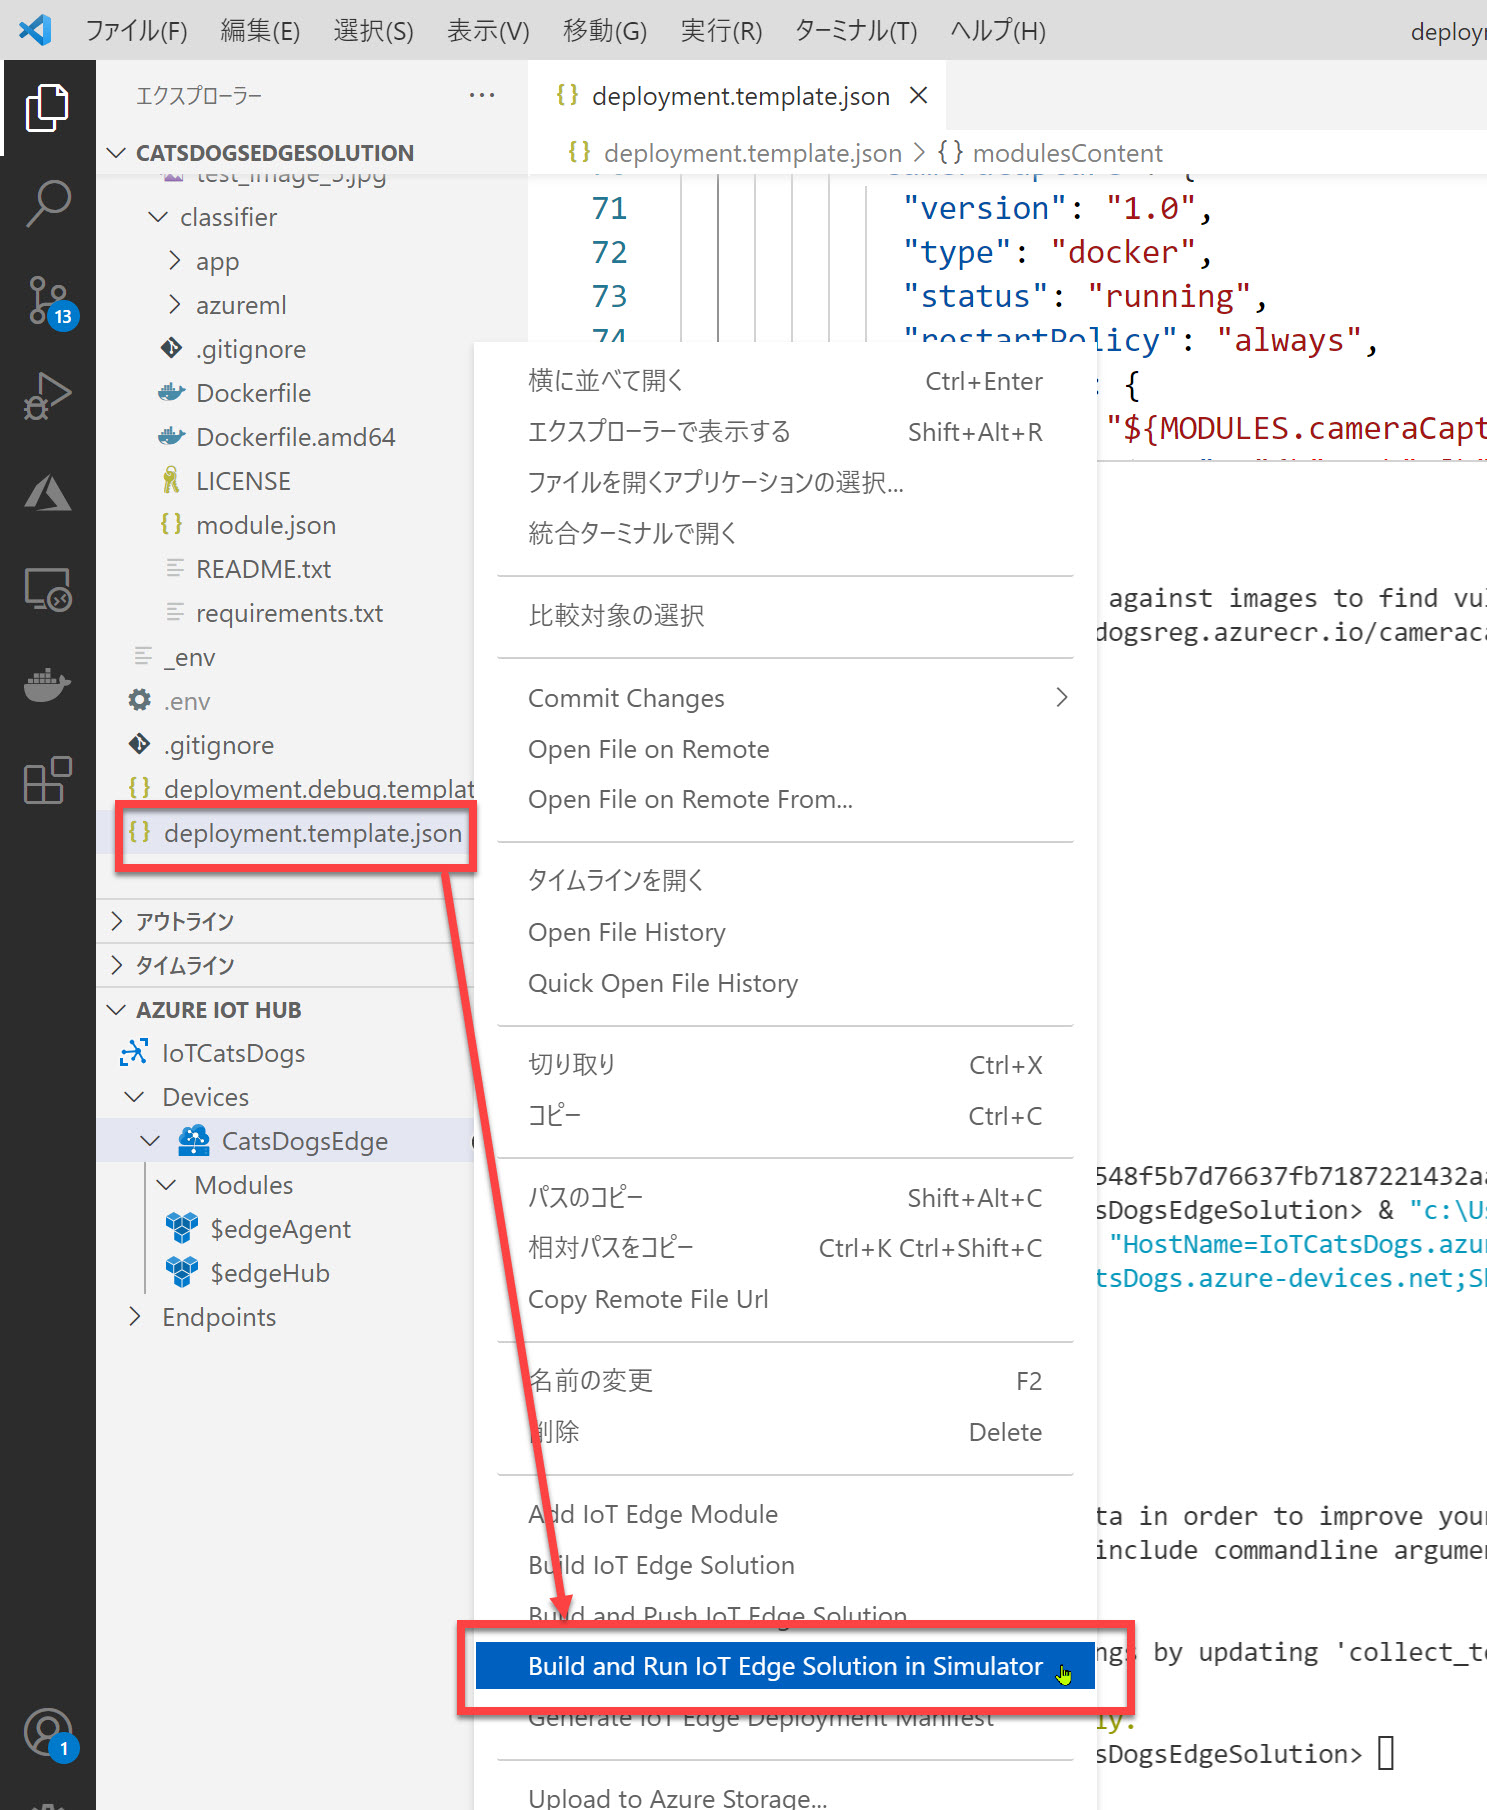 ファイル(F) 編集(E) 選択(S) 表示(V) 移動(G) 実行(R) ターミナル(T) ヘルプ(H) deploym
エクスプローラー ···
deployment.template.json
CATSDOGSEDGESOLUTION
deployment.template.json > {} modulesContent
test_image_5.jpg
classifier
app
azureml
.gitignore
Dockerfile
Dockerfile.amd64
LICENSE
module.json
README.txt
requirements.txt
_env
.env
.gitignore
deployment.debug.templat
deployment.template.json
アウトライン
タイムライン
AZURE IOT HUB
IoTCatsDogs
Devices
CatsDogsEdge
Modules
$edgeAgent
$edgeHub
Endpoints
13
1
71 "version": "1.0",
72 "type": "docker",
73 "status": "running",
74 "restartPolicy": "always",
: {
"${MODULES.cameraCapt
横に並べて開く Ctrl+Enter
エクスプローラーで表示する Shift+Alt+R
ファイルを開くアプリケーションの選択...
統合ターミナルで開く
比較対象の選択
Commit Changes
Open File on Remote
Open File on Remote From...
タイムラインを開く
Open File History
Quick Open File History
切り取り Ctrl+X
コピー Ctrl+C
パスのコピー Shift+Alt+C
相対パスをコピー Ctrl+K Ctrl+Shift+C
Copy Remote File Url
名前の変更 F2
削除 Delete
Add IoT Edge Module
Build IoT Edge Solution
Build and Push IoT Edge Solution
Build and Run IoT Edge Solution in Simulator
Generate IoT Edge Deployment Manifest
Upload to Azure Storage...
against images to find vul
dogsreg.azurecr.io/cameraca
548f5b7d76637fb7187221432aa
sDogsEdgeSolution> & "c:\Us
"HostName=IoTCatsDogs.azur
tsDogs.azure-devices.net;Sh
ta in order to improve your
include commandline argumen
ngs by updating 'collect_te
ly.
sDogsEdgeSolution>